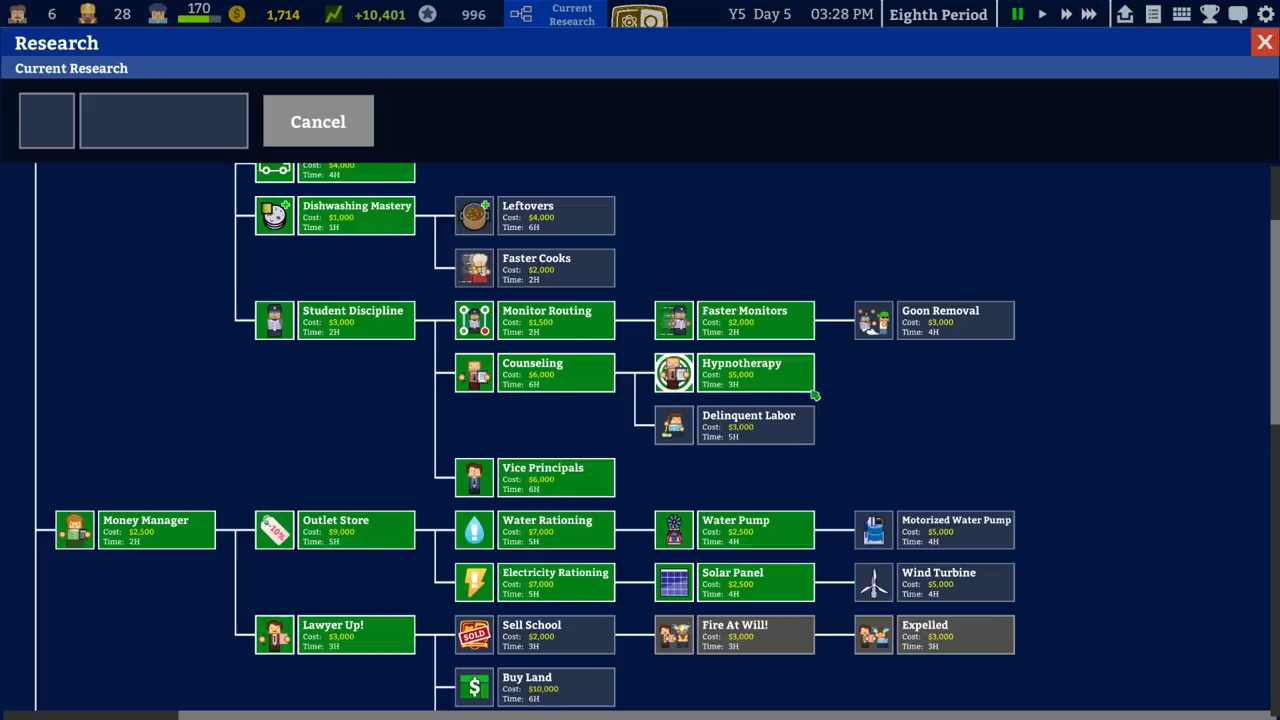 6 28 170 1,714 +10,401 996 Current Research Y5 Day 5 03:28 PM Eighth Period
Research
Current Research
Cancel
Cost: $4,000
Time: 4H
Dishwashing Mastery
Cost: $1,000
Time: 1H
Leftovers
Cost: $4,000
Time: 6H
Faster Cooks
Cost: $2,000
Time: 2H
Student Discipline
Cost: $3,000
Time: 2H
Monitor Routing
Cost: $1,500
Time: 2H
Faster Monitors
Cost: $2,000
Time: 2H
Goon Removal
Cost: $3,000
Time: 4H
Counseling
Cost: $6,000
Time: 6H
Hypnotherapy
Cost: $5,000
Time: 3H
Delinquent Labor
Cost: $3,000
Time: 5H
Vice Principals
Cost: $6,000
Time: 6H
Money Manager
Cost: $2,500
Time: 2H
-10%
Outlet Store
Cost: $9,000
Time: 5H
Water Rationing
Cost: $7,000
Time: 5H
Water Pump
Cost: $2,500
Time: 4H
Motorized Water Pump
Cost: $5,000
Time: 4H
Electricity Rationing
Cost: $7,000
Time: 5H
Solar Panel
Cost: $2,500
Time: 4H
Wind Turbine
Cost: $5,000
Time: 4H
Lawyer Up!
Cost: $3,000
Time: 3H
SOLD
Sell School
Cost: $2,000
Time: 3H
Fire At Will!
Cost: $3,000
Time: 3H
Expelled
Cost: $3,000
Time: 3H
$
Buy Land
Cost: $10,000
Time: 6H